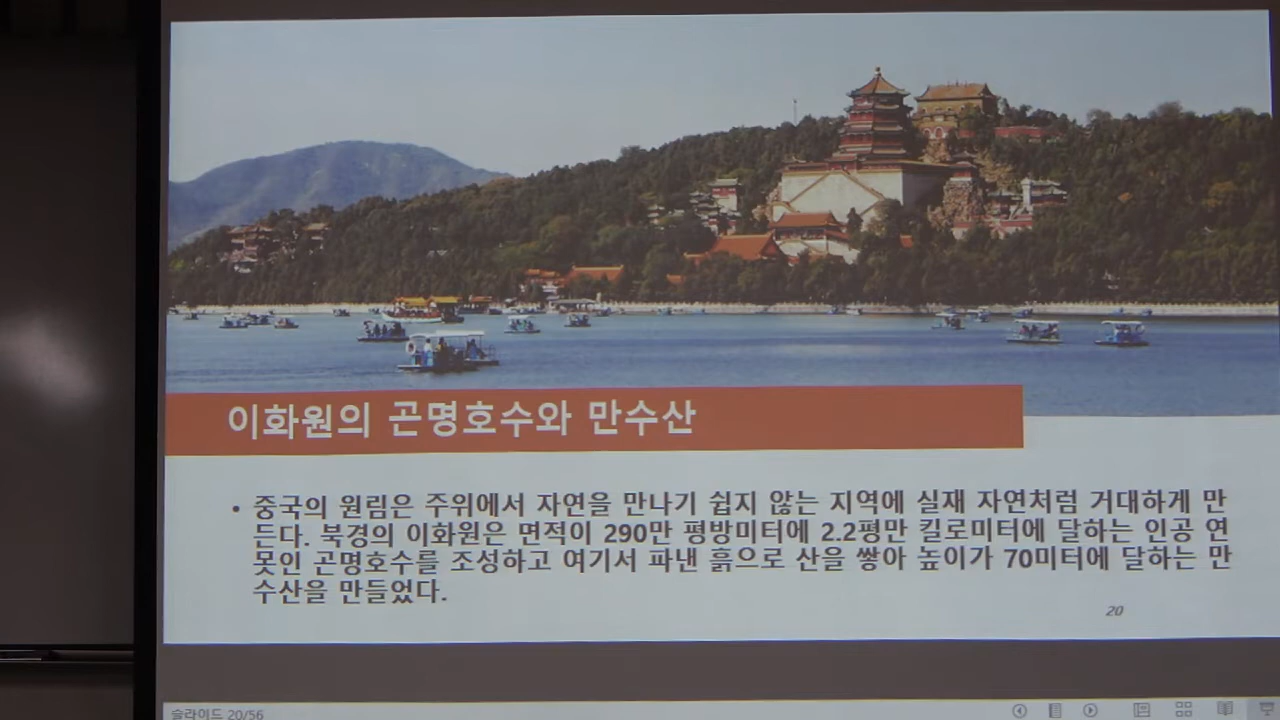 이화원의 곤명호수와 만수산
• 중국의 원림은 주위에서 자연을 만나기 쉽지 않는 지역에 실재 자연처럼 거대하게 만
든다. 북경의 이화원은 면적이 290만 평방미터에 2.2평만 킬로미터에 달하는 인공 연
못인 곤명호수를 조성하고 여기서 파낸 흙으로 산을 쌓아 높이가 70미터에 달하는 만
수산을 만들었다.
20
슬라이드 20/56